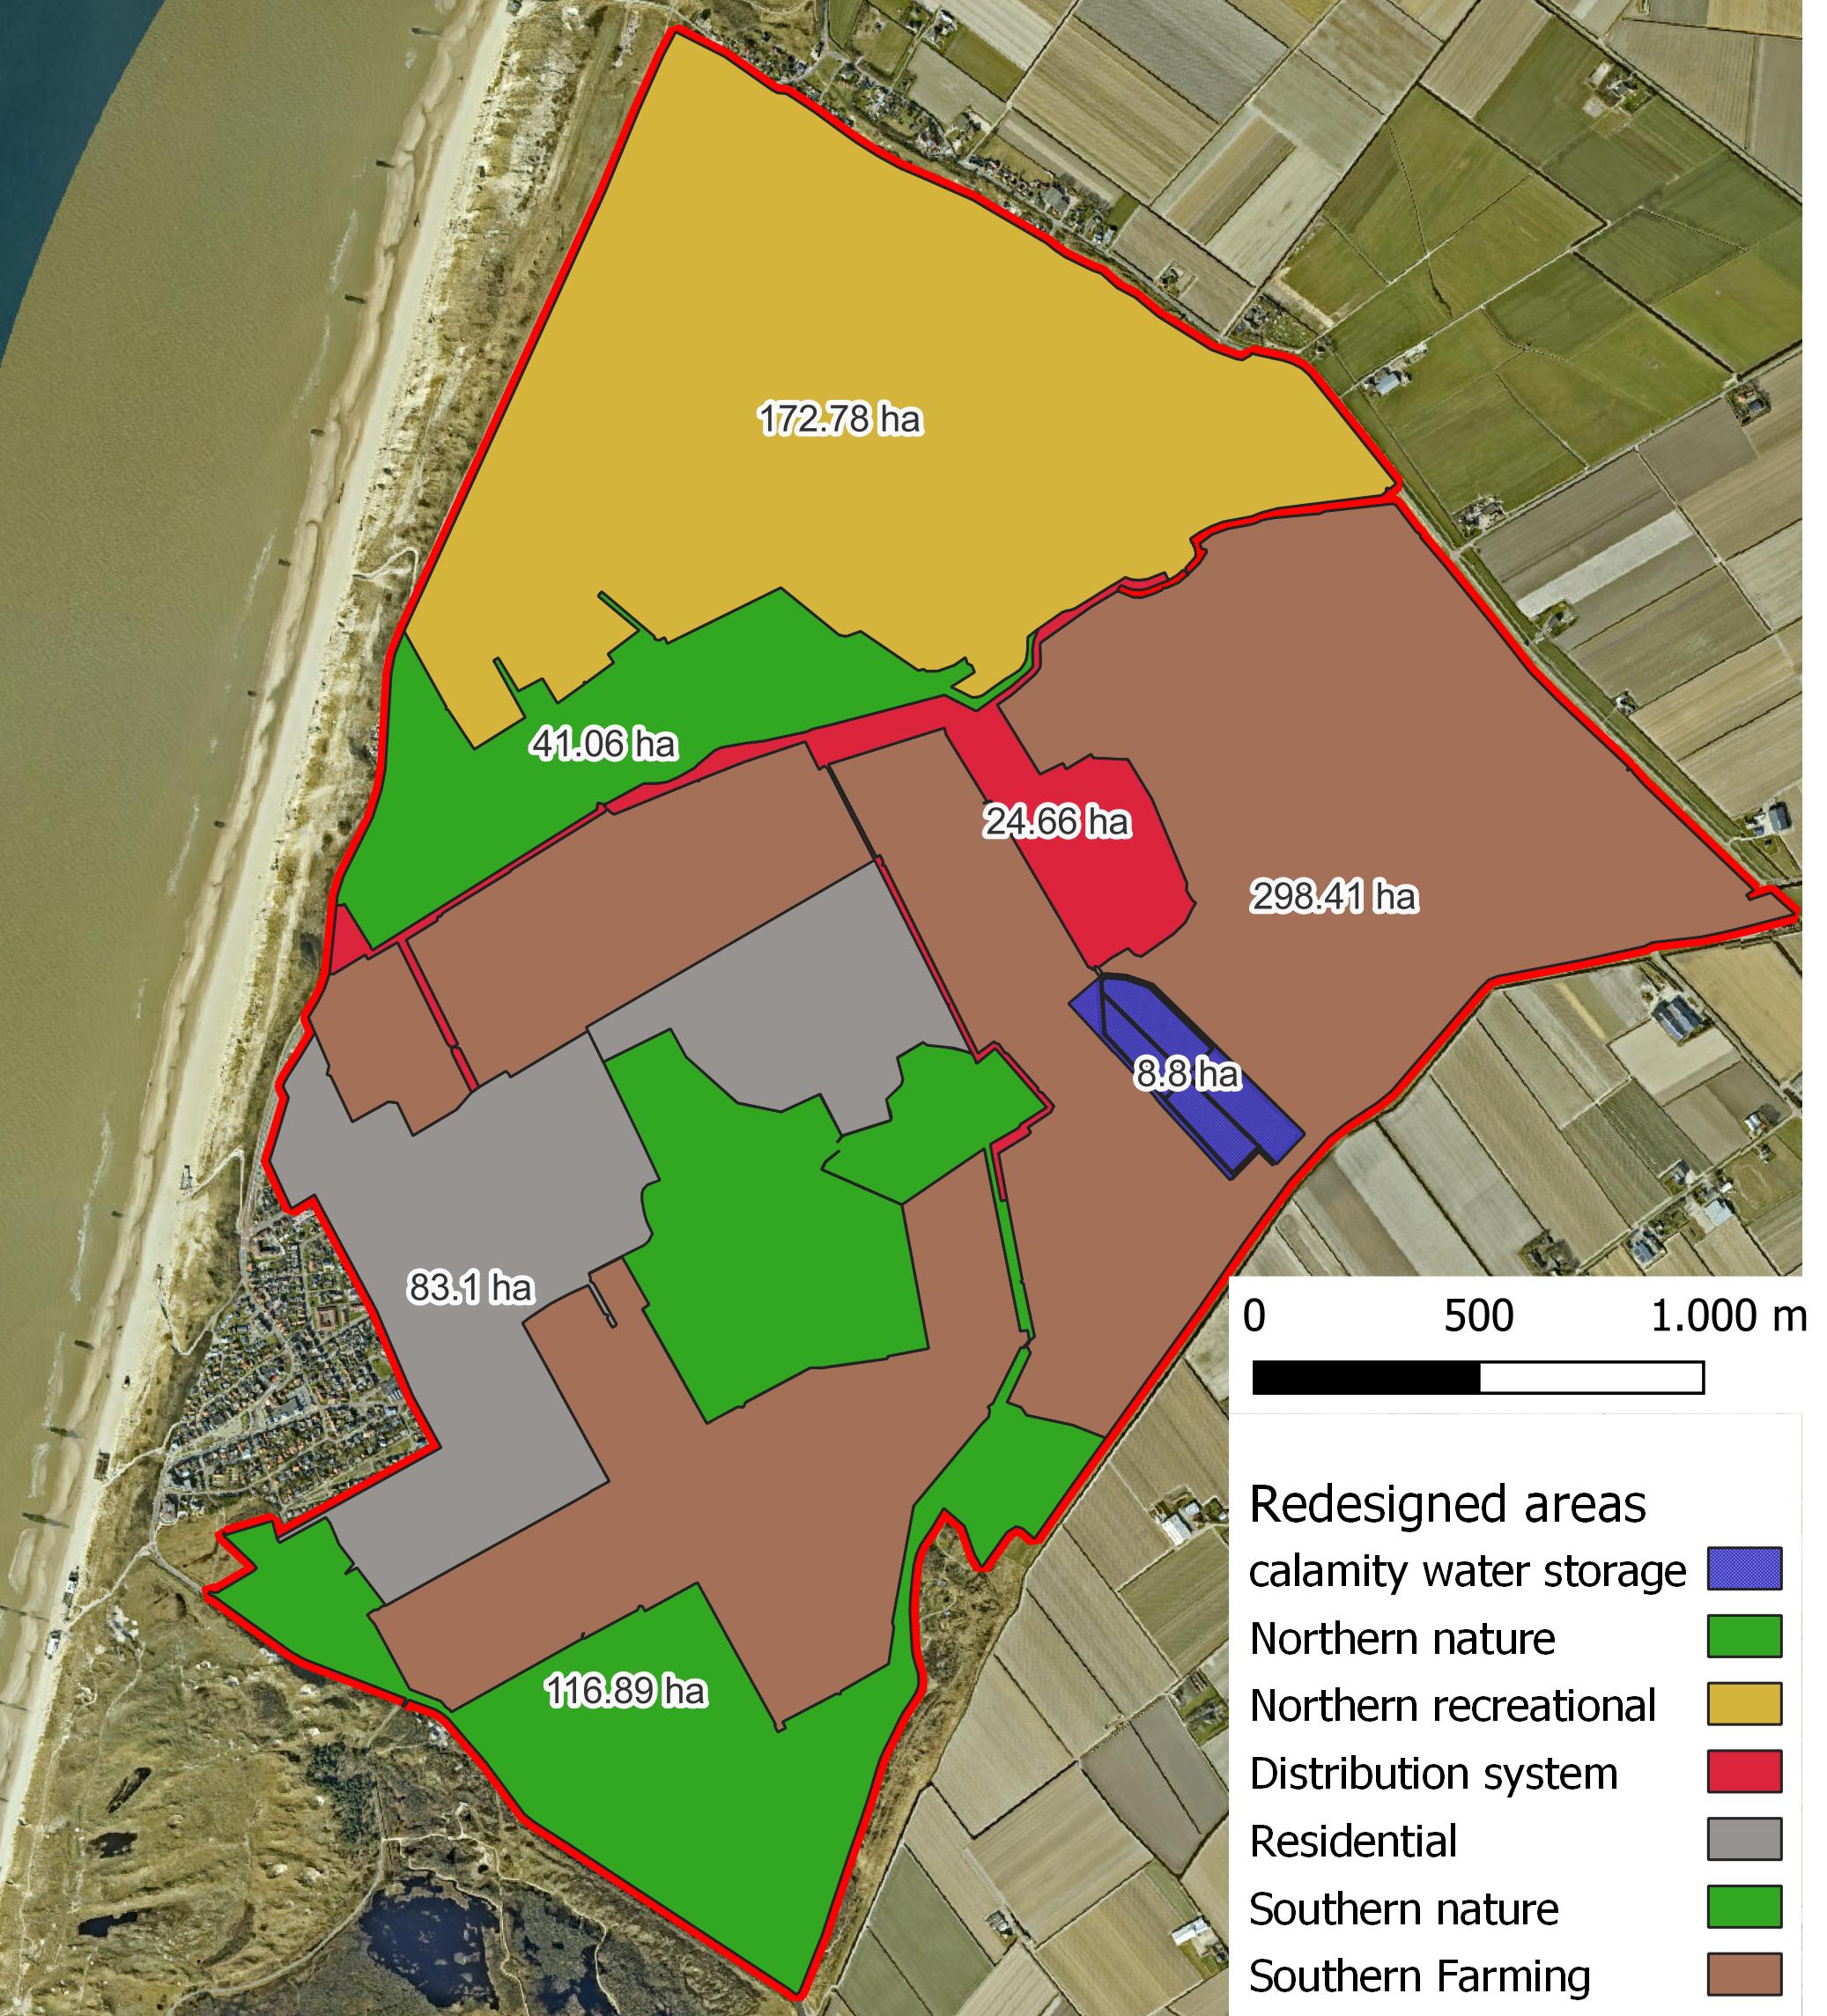 172.78 ha
41.06 ha
24.66 ha
298.41 ha
8.8 ha
83.1 ha
116.89 ha
0 500 1.000 m
Redesigned areas
calamity water storage
Northern nature
Northern recreational
Distribution system
Residential
Southern nature
Southern Farming